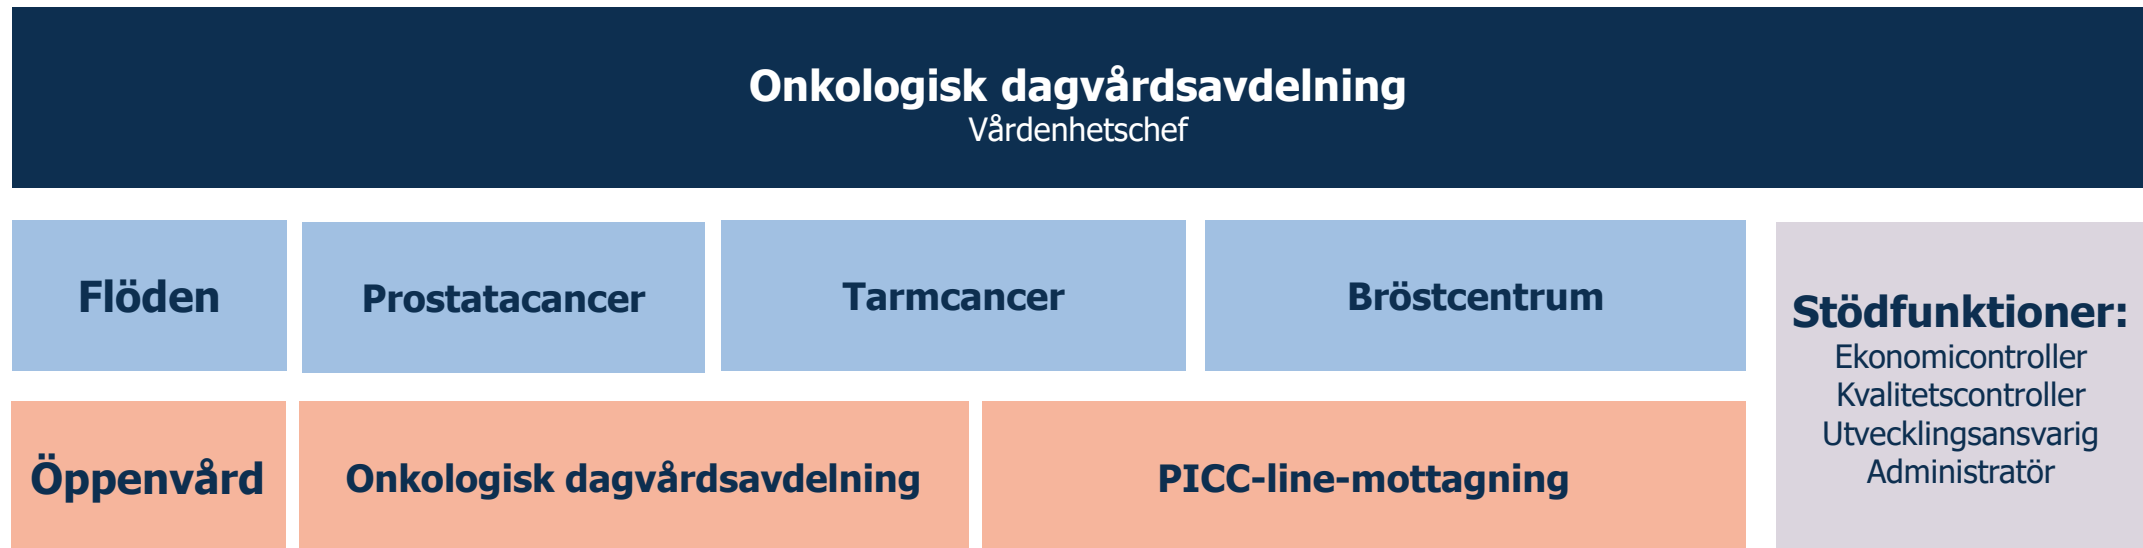 Onkologisk dagvårdsavdelning
Vårdenhetschef
Flöden
Prostatacancer
Tarmcancer
Bröstcentrum
Öppenvård
Onkologisk dagvårdsavdelning
PICC-line-mottagning
Stödfunktioner:
Ekonomicontroller
Kvalitetscontroller
Utvecklingsansvarig
Administratör